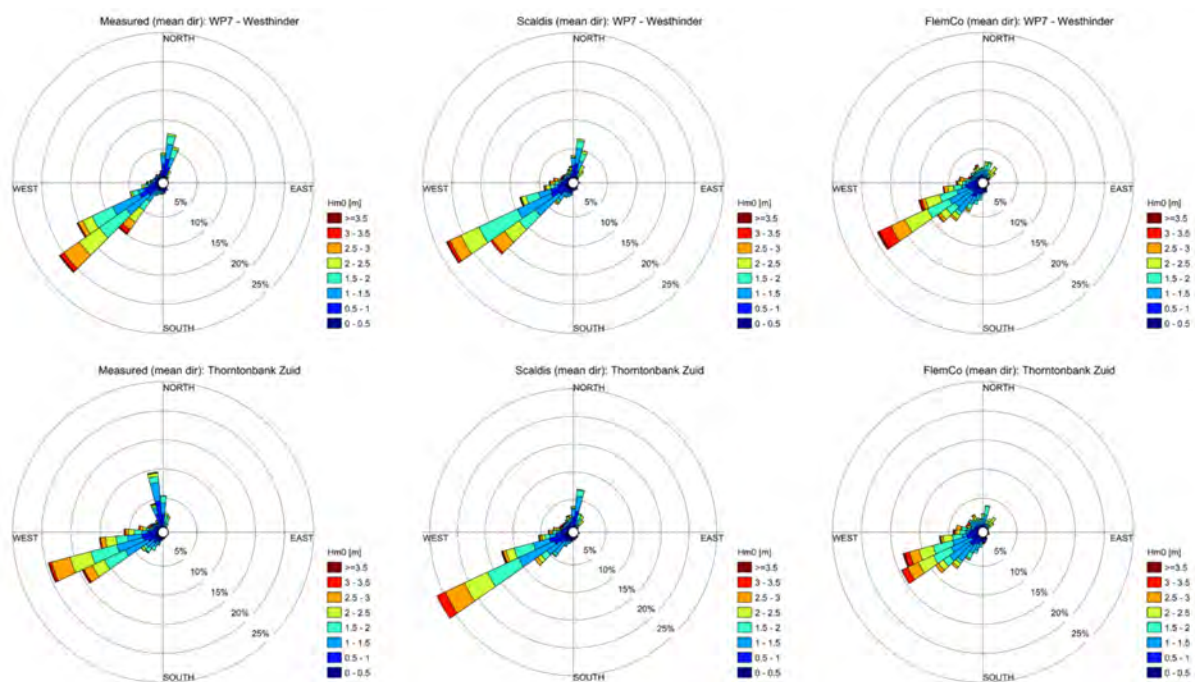 Measured (mean dir): WP7 - Westhinder
NORTH
WEST
EAST
SOUTH
5%
10%
15%
20%
25%
Hm0 [m]
>=3.5
3 - 3.5
2.5 - 3
2 - 2.5
1.5 - 2
1 - 1.5
0.5 - 1
0 - 0.5
Scaldis (mean dir): WP7 - Westhinder
NORTH
WEST
EAST
SOUTH
5%
10%
15%
20%
25%
Hm0 [m]
>=3.5
3 - 3.5
2.5 - 3
2 - 2.5
1.5 - 2
1 - 1.5
0.5 - 1
0 - 0.5
FlemCo (mean dir): WP7 - Westhinder
NORTH
WEST
EAST
SOUTH
5%
10%
15%
20%
25%
Hm0 [m]
>=3.5
3 - 3.5
2.5 - 3
2 - 2.5
1.5 - 2
1 - 1.5
0.5 - 1
0 - 0.5
Measured (mean dir): Thorntonbank Zuid
NORTH
WEST
EAST
SOUTH
5%
10%
15%
20%
25%
Hm0 [m]
>=3.5
3 - 3.5
2.5 - 3
2 - 2.5
1.5 - 2
1 - 1.5
0.5 - 1
0 - 0.5
Scaldis (mean dir): Thorntonbank Zuid
NORTH
WEST
EAST
SOUTH
5%
10%
15%
20%
25%
Hm0 [m]
>=3.5
3 - 3.5
2.5 - 3
2 - 2.5
1.5 - 2
1 - 1.5
0.5 - 1
0 - 0.5
FlemCo (mean dir): Thorntonbank Zuid
NORTH
WEST
EAST
SOUTH
5%
10%
15%
20%
25%
Hm0 [m]
>=3.5
3 - 3.5
2.5 - 3
2 - 2.5
1.5 - 2
1 - 1.5
0.5 - 1
0 - 0.5